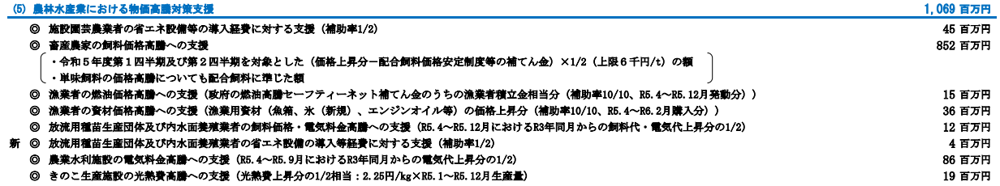 (5) 農林水産業における物価高騰対策支援 1,069 百万円
◎ 施設園芸農業者の省エネ設備等の導入経費に対する支援（補助率1/2） 45 百万円
◎ 畜産農家の飼料価格高騰への支援 852 百万円
・令和５年度第１四半期及び第２四半期を対象とした（価格上昇分－配合飼料価格安定制度等の補てん金）×1/2（上限６千円/t）の額
・単味飼料の価格高騰についても配合飼料に準じた額
◎ 漁業者の燃油価格高騰への支援（政府の燃油高騰セーフティーネット補てん金のうちの漁業者積立金相当分（補助率10/10、R5.4～R5.12月発動分）） 15 百万円
◎ 漁業者の資材価格高騰への支援（漁業用資材（魚箱、氷（新規）、エンジンオイル等）の価格上昇分（補助率10/10、R5.4～R6.2月購入分）） 36 百万円
◎ 放流用種苗生産団体及び内水面養殖業者の飼料価格・電気料金高騰への支援（R5.4～R5.12月におけるR3年同月からの飼料代・電気代上昇分の1/2） 12 百万円
新 ◎ 放流用種苗生産団体及び内水面養殖業者の省エネ設備の導入等経費に対する支援（補助率1/2） 4 百万円
◎ 農業水利施設の電気料金高騰への支援（R5.4～R5.9月におけるR3年同月からの電気代上昇分の1/2） 86 百万円
◎ きのこ生産施設の光熱費高騰への支援（光熱費上昇分の1/2相当：2.25円/kg×R5.1～R5.12月生産量） 19 百万円